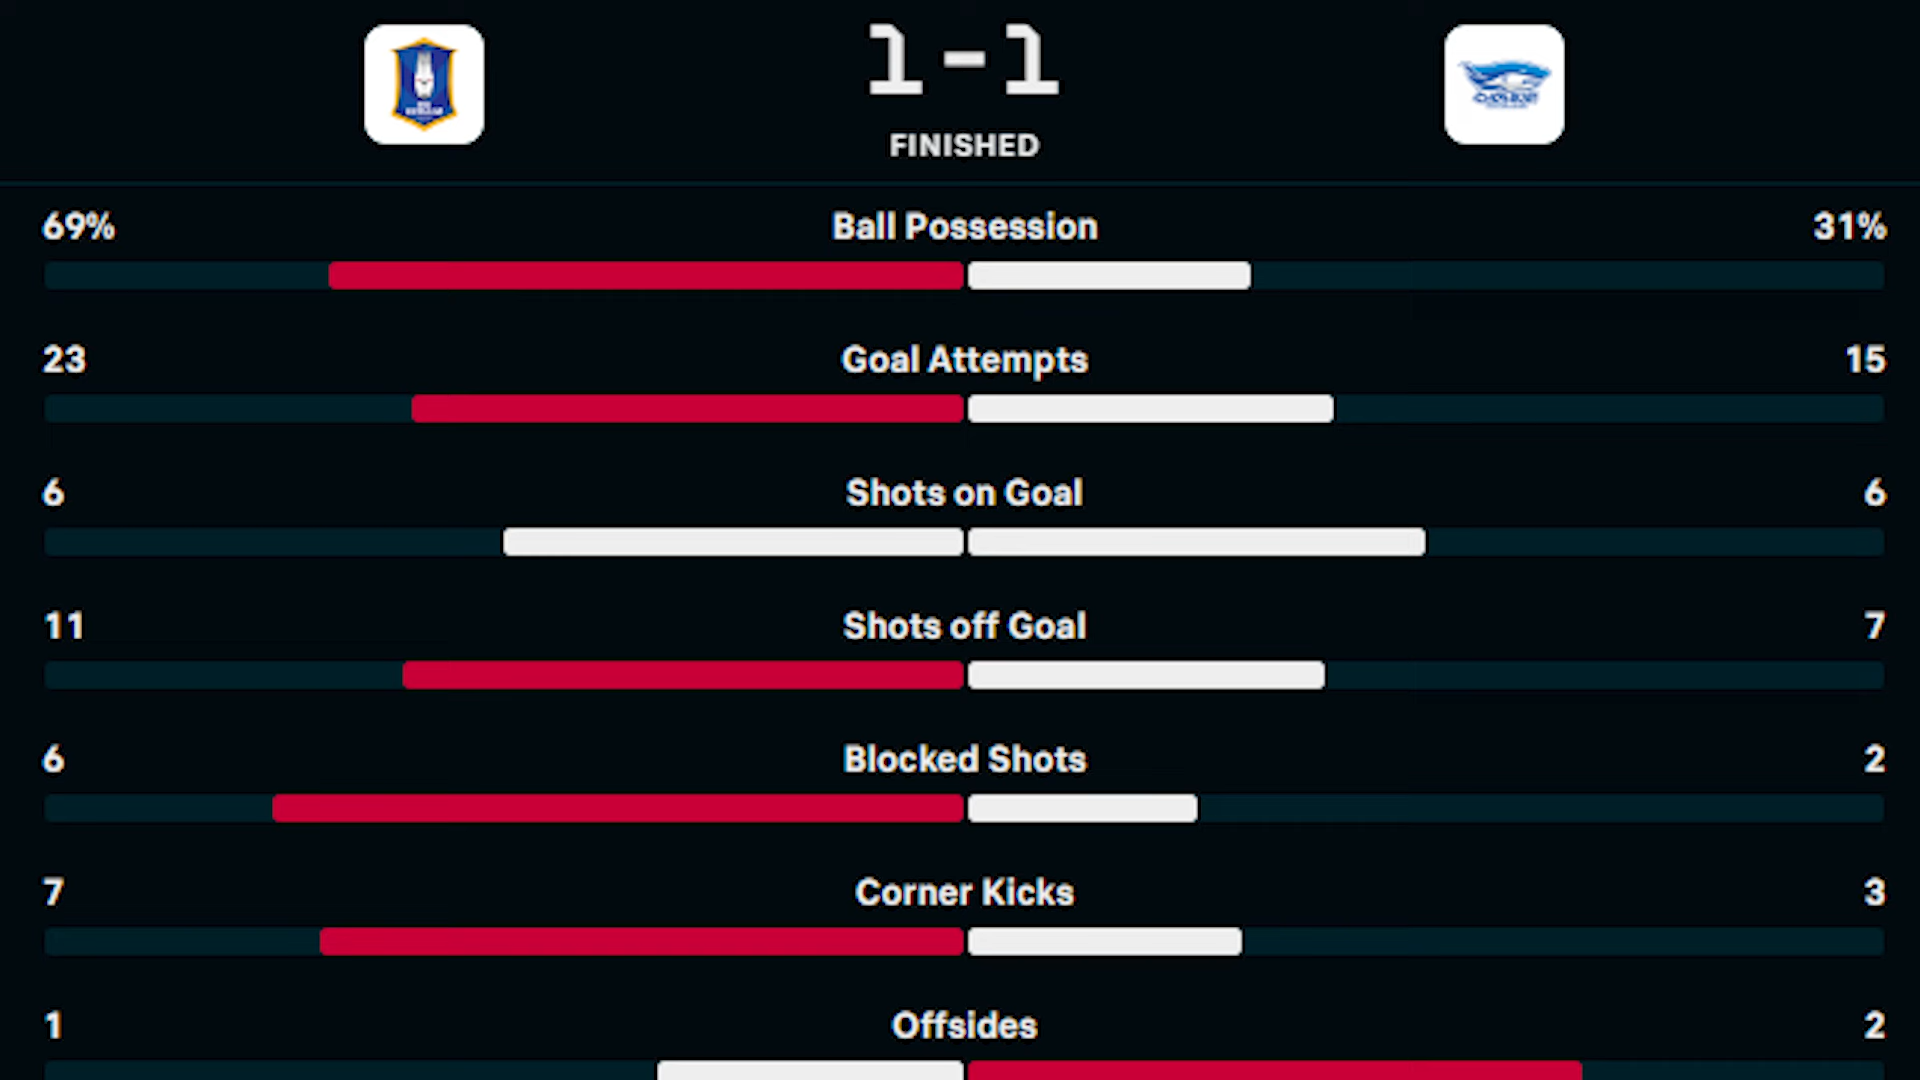 1-1
FINISHED
69% Ball Possession 31%
23 Goal Attempts 15
6 Shots on Goal 6
11 Shots off Goal 7
6 Blocked Shots 2
7 Corner Kicks 3
1 Offsides 2